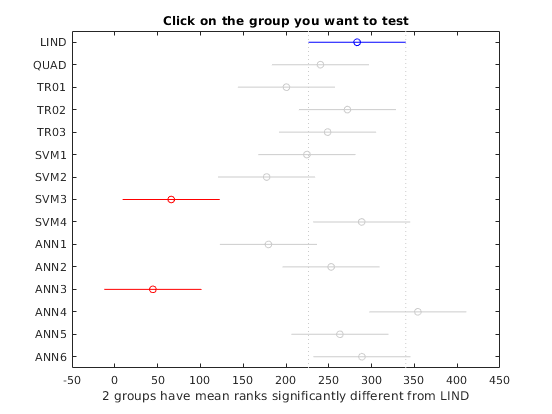 Click on the group you want to test
LIND
QUAD
TR01
TR02
TR03
SVM1
SVM2
SVM3
SVM4
ANN1
ANN2
ANN3
ANN4
ANN5
ANN6
-50 0 50 100 150 200 250 300 350 400 450
2 groups have mean ranks significantly different from LIND